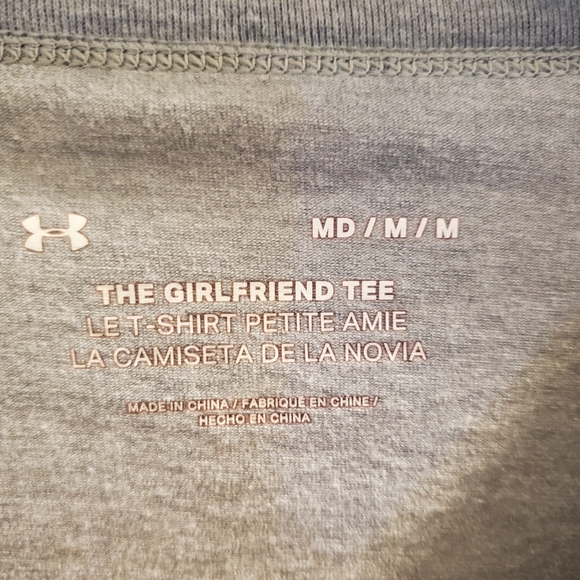 MD / M / M
THE GIRLFRIEND TEE
LE T-SHIRT PETITE AMIE
LA CAMISETA DE LA NOVIA
MADE IN CHINA / FABRIQUÉ EN CHINE /
HECHO EN CHINA